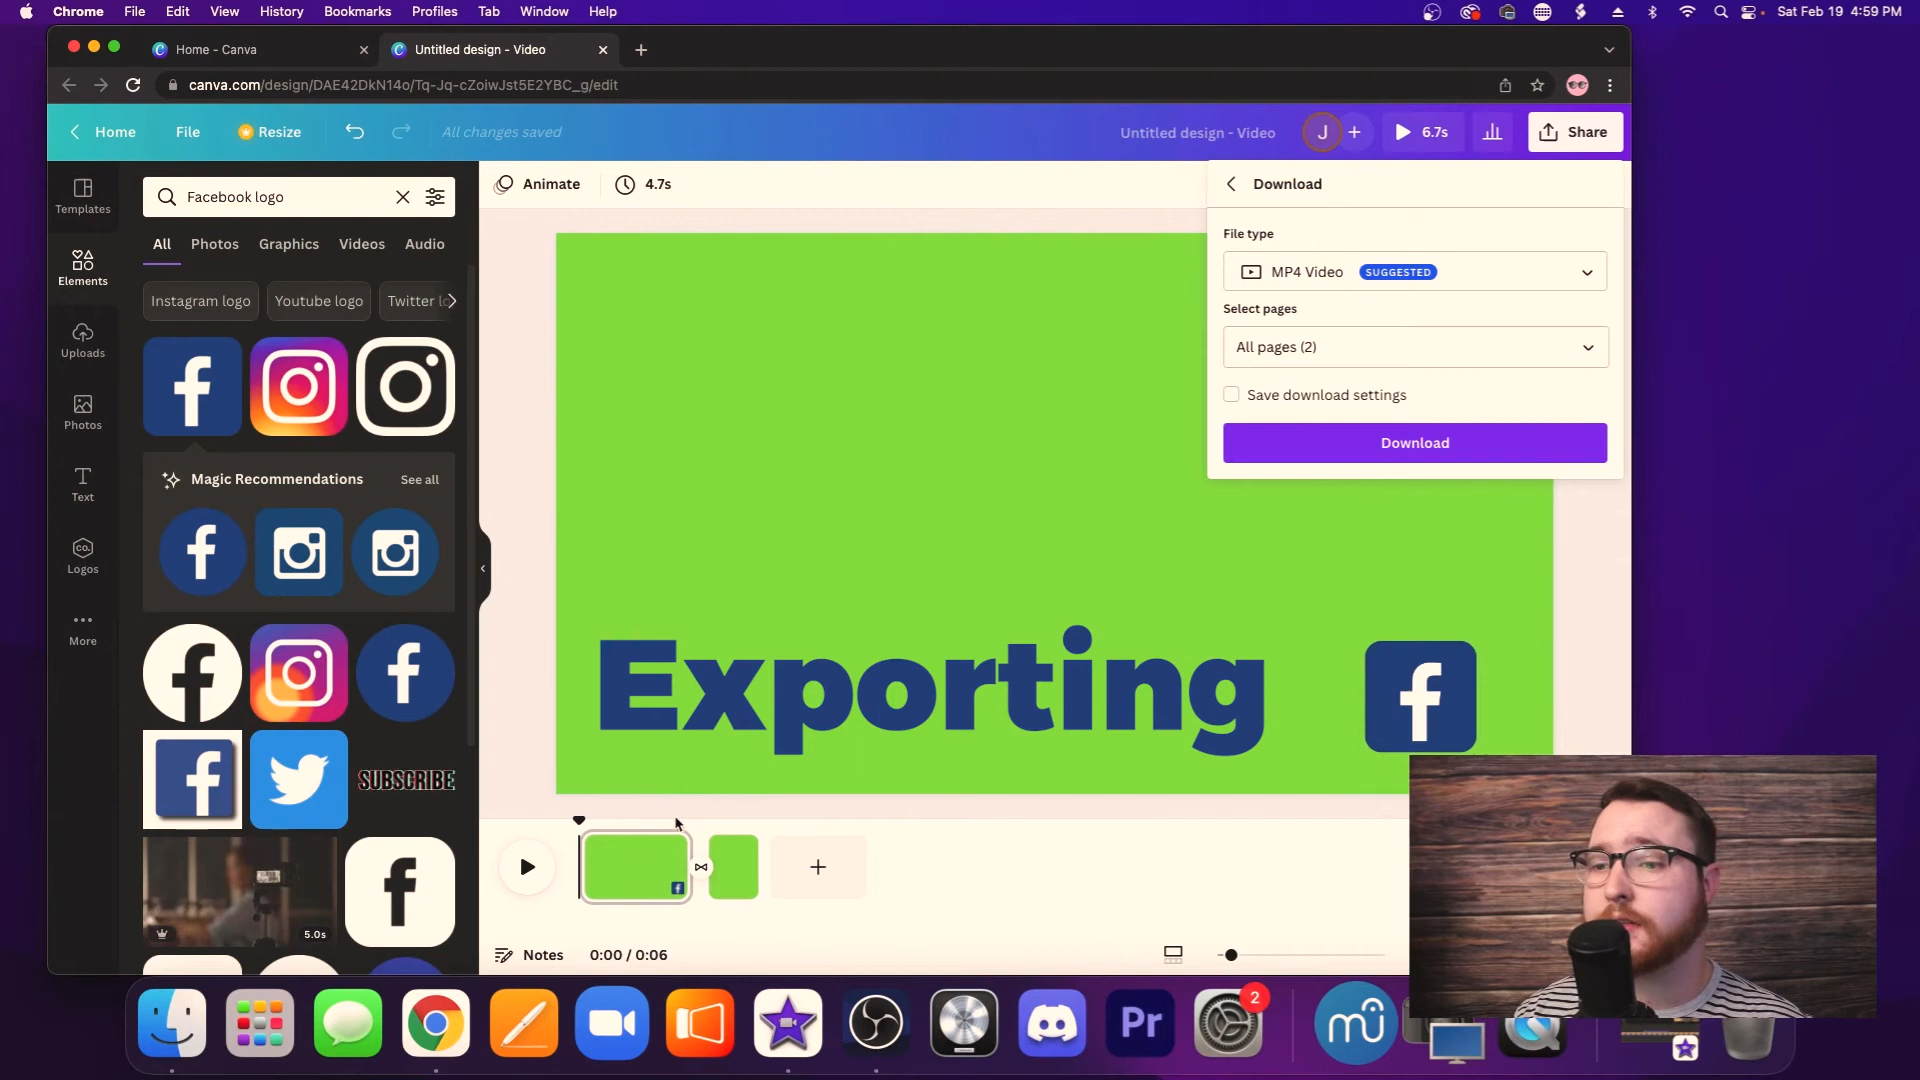 Chrome File Edit View History Bookmarks Profiles Tab Window Help
Sat Feb 19 4:59 PM
Home - Canva
Untitled design - Video
canva.com/design/DAE42DkN14o/Tq-Jq-cZoiwJst5E2YBC_g/edit
Home File Resize All changes saved
Untitled design - Video J 6.7s Share
Templates
Elements
Uploads
Photos
Text
CO.
Logos
More
Facebook logo
All Photos Graphics Videos Audio
Instagram logo Youtube logo Twitter lo
Magic Recommendations See all
SUBSCRIBE
5.0s
Animate 4.7s
Download
File type
MP4 Video SUGGESTED
Select pages
All pages (2)
Save download settings
Download
Exporting
Notes 0:00 / 0:06
Pr
2